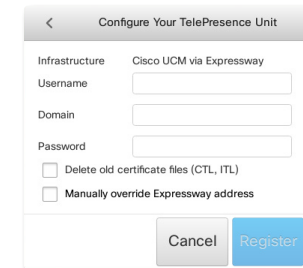 Configure Your TelePresence Unit
Infrastructure Cisco UCM via Expressway
Username
Domain
Password
Delete old certificate files (CTL, ITL)
Manually override Expressway address
Cancel Register